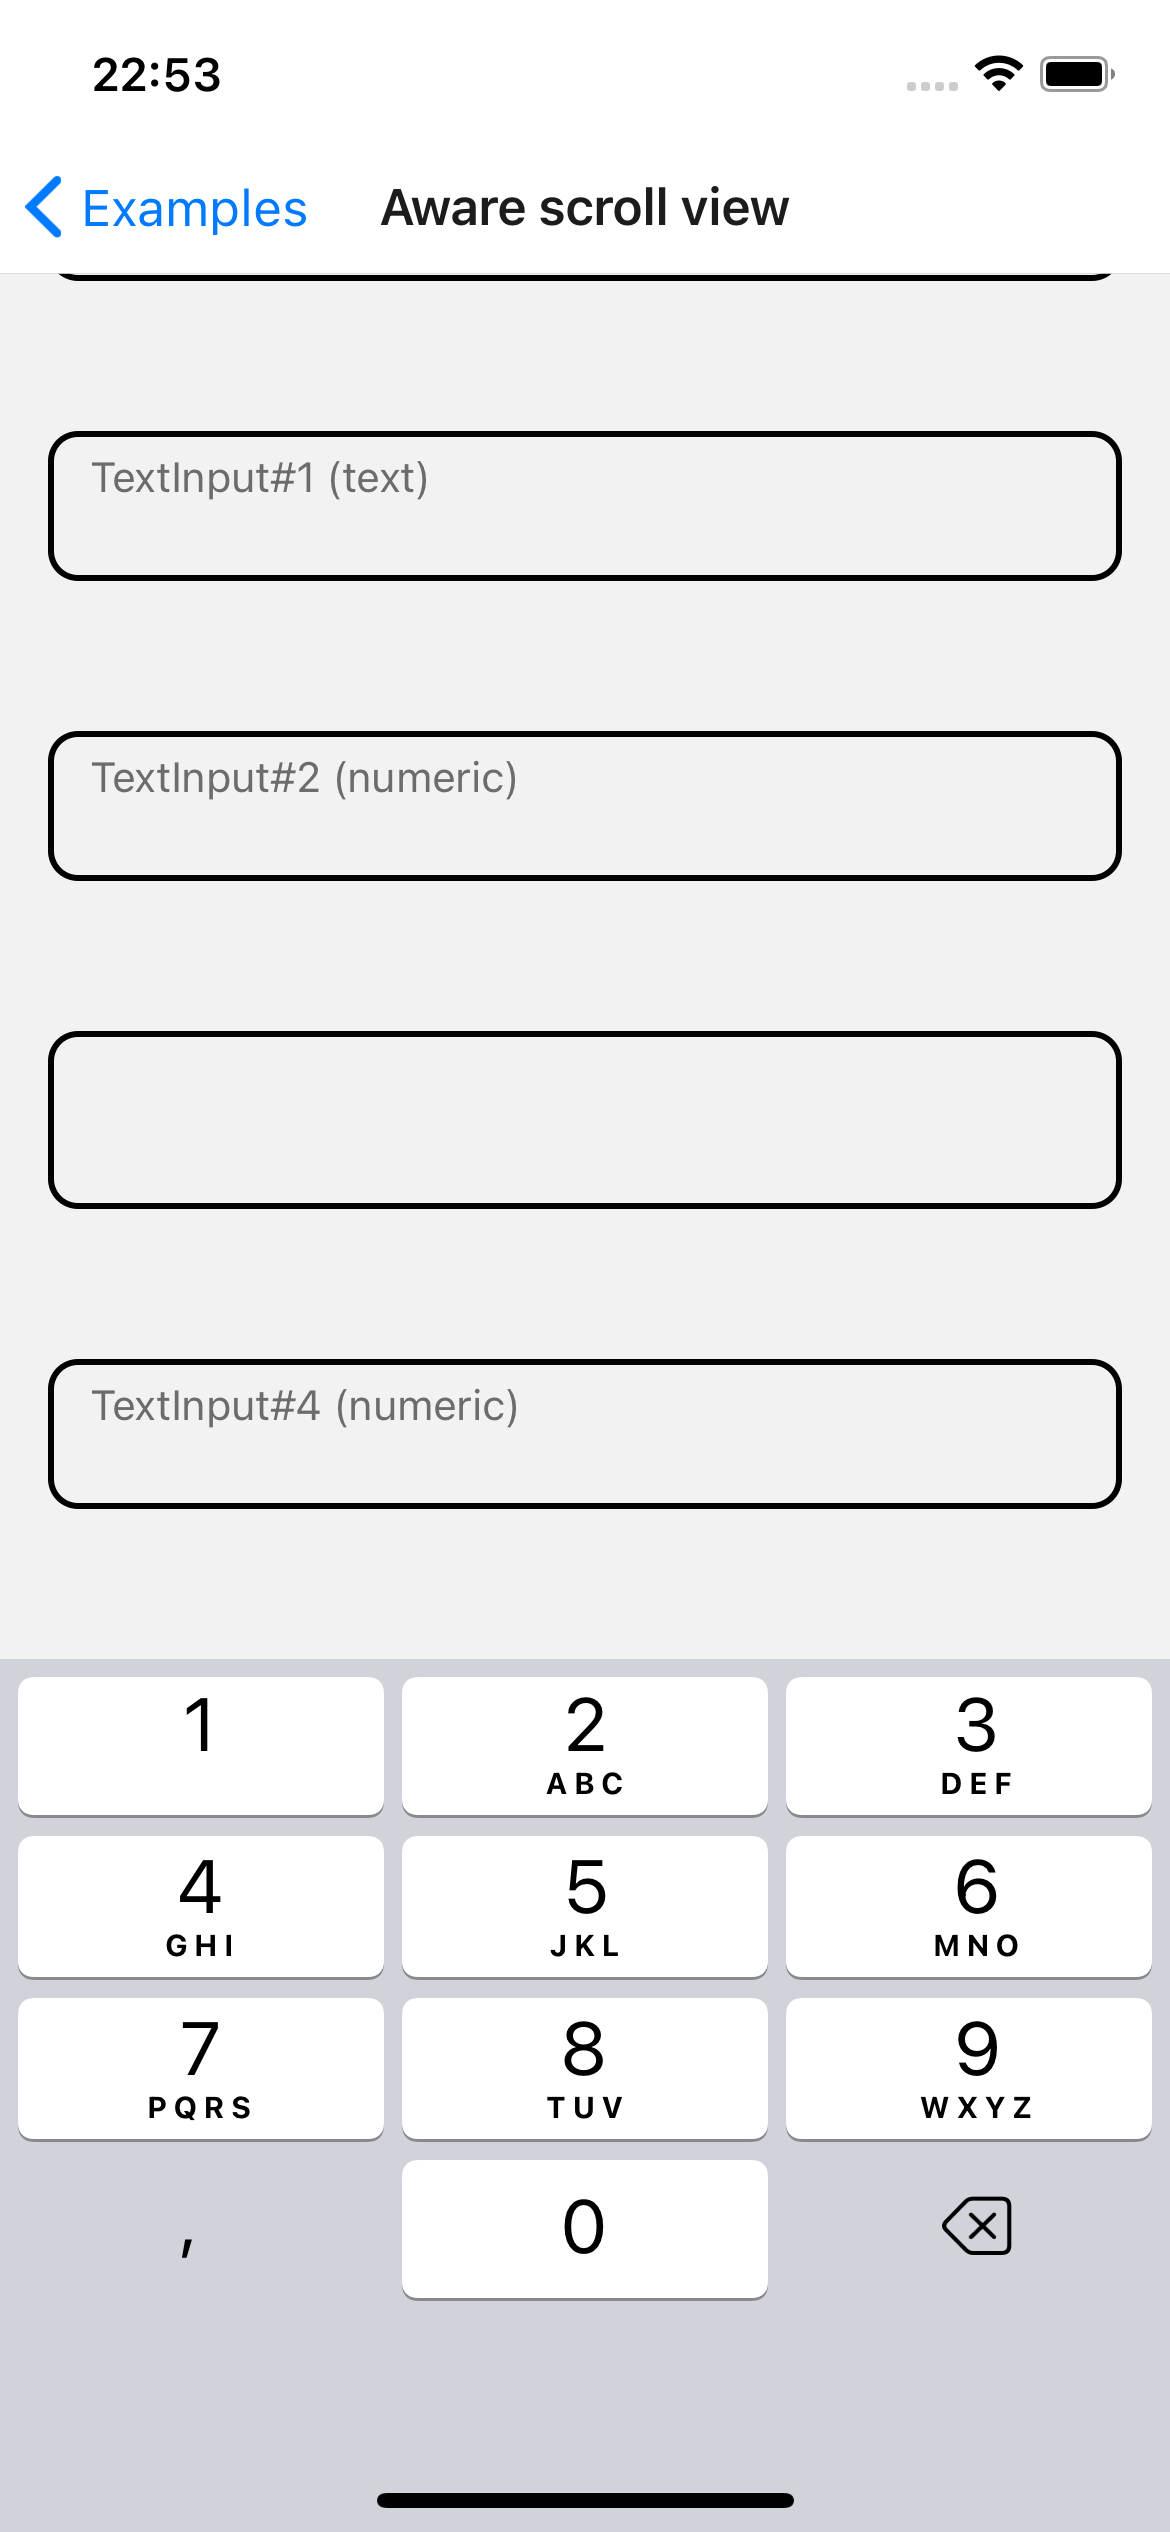 22:53
Examples
Aware scroll view
TextInput#1 (text)
TextInput#2 (numeric)
TextInput#4 (numeric)
1
2
ABC
3
DEF
4
GHI
5
JKL
6
MNO
7
PQRS
8
TUV
9
WXYZ
,
0